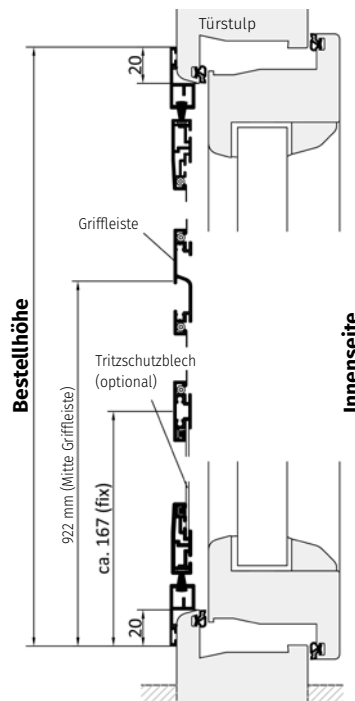 Türstulp
20
Griffleiste
Bestellhöhe
Innenseite
Tritzschutzblech
(optional)
922 mm (Mitte Griffleiste)
ca. 167 (fix)
20